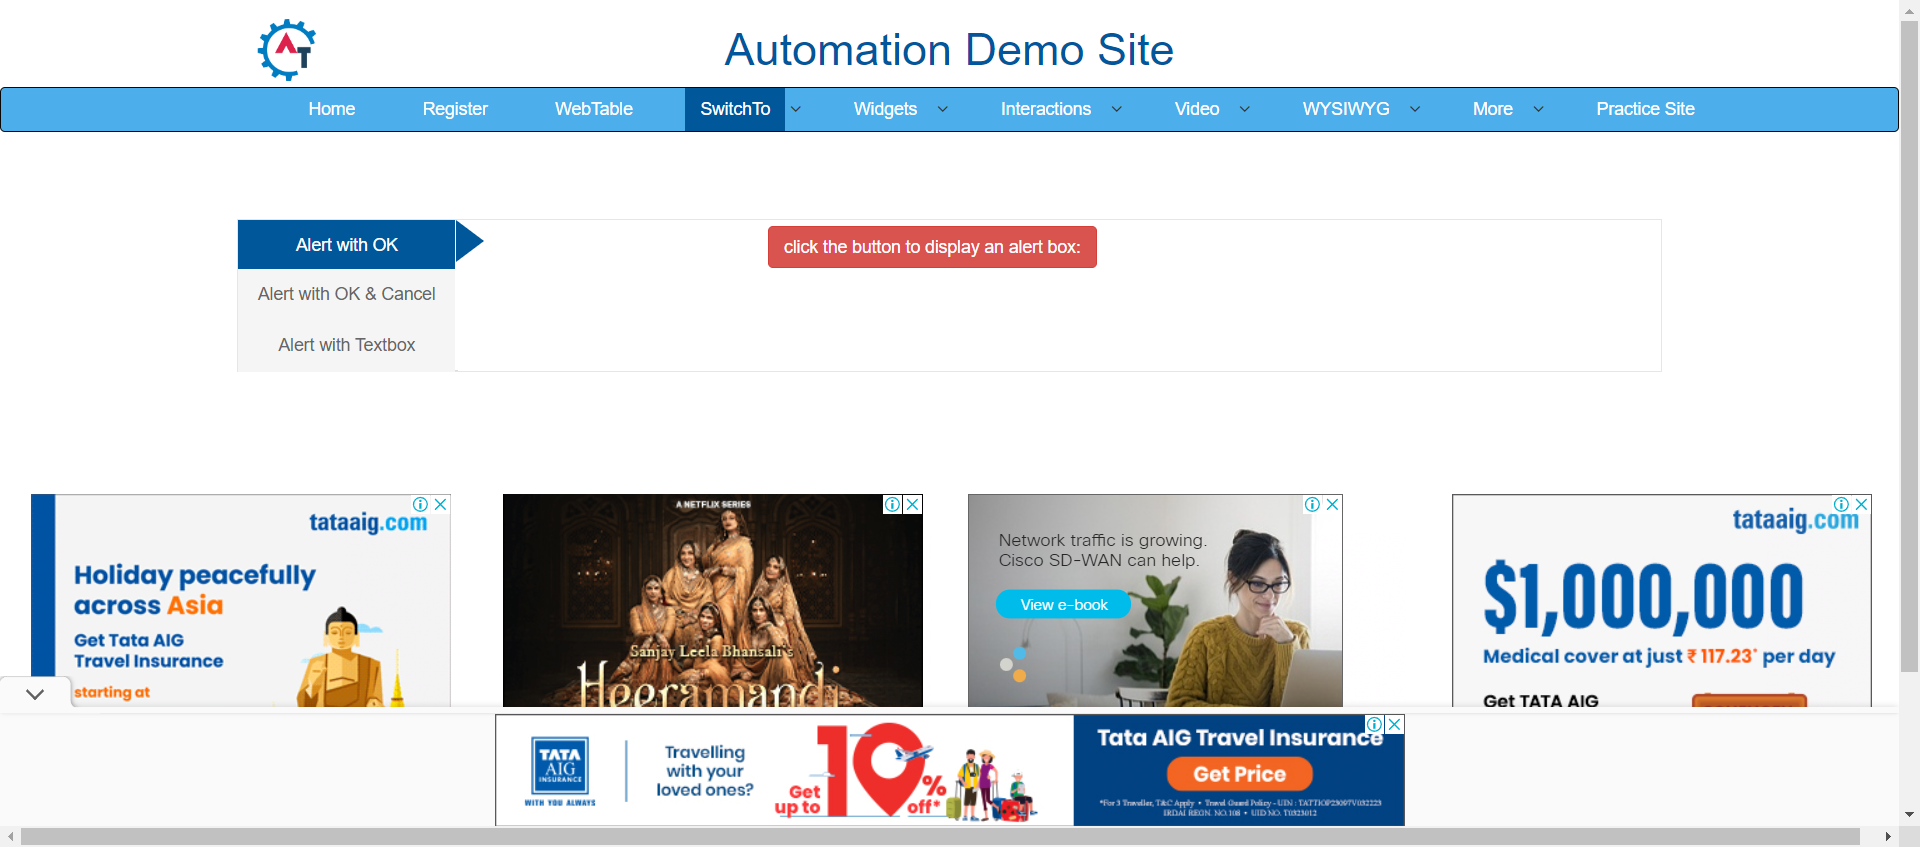 AT
Automation Demo Site
Home Register WebTable SwitchTo Widgets Interactions Video WYSIWYG More Practice Site
Alert with OK
click the button to display an alert box:
Alert with OK & Cancel
Alert with Textbox
tataaig.com
Holiday peacefully
across Asia
Get Tata AIG
Travel Insurance
starting at
A NETFLIX SERIES
Sanjay Leela Bhansali's
Heeramandi
Network traffic is growing.
Cisco SD-WAN can help.
View e-book
tataaig.com
$1,000,000
Medical cover at just ₹ 117.23* per day
Get TATA AIG
TATA
AIG
INSURANCE
WITH YOU ALWAYS
Travelling
with your
loved ones?
Get
up to
10%
off*
Tata AIG Travel Insurance
Get Price
*For 3 Traveller, T&C Apply • Travel Guard Policy - UIN : TATTIOP23097V032223
IRDAI REGN. NO.108 • UID NO. T0323012